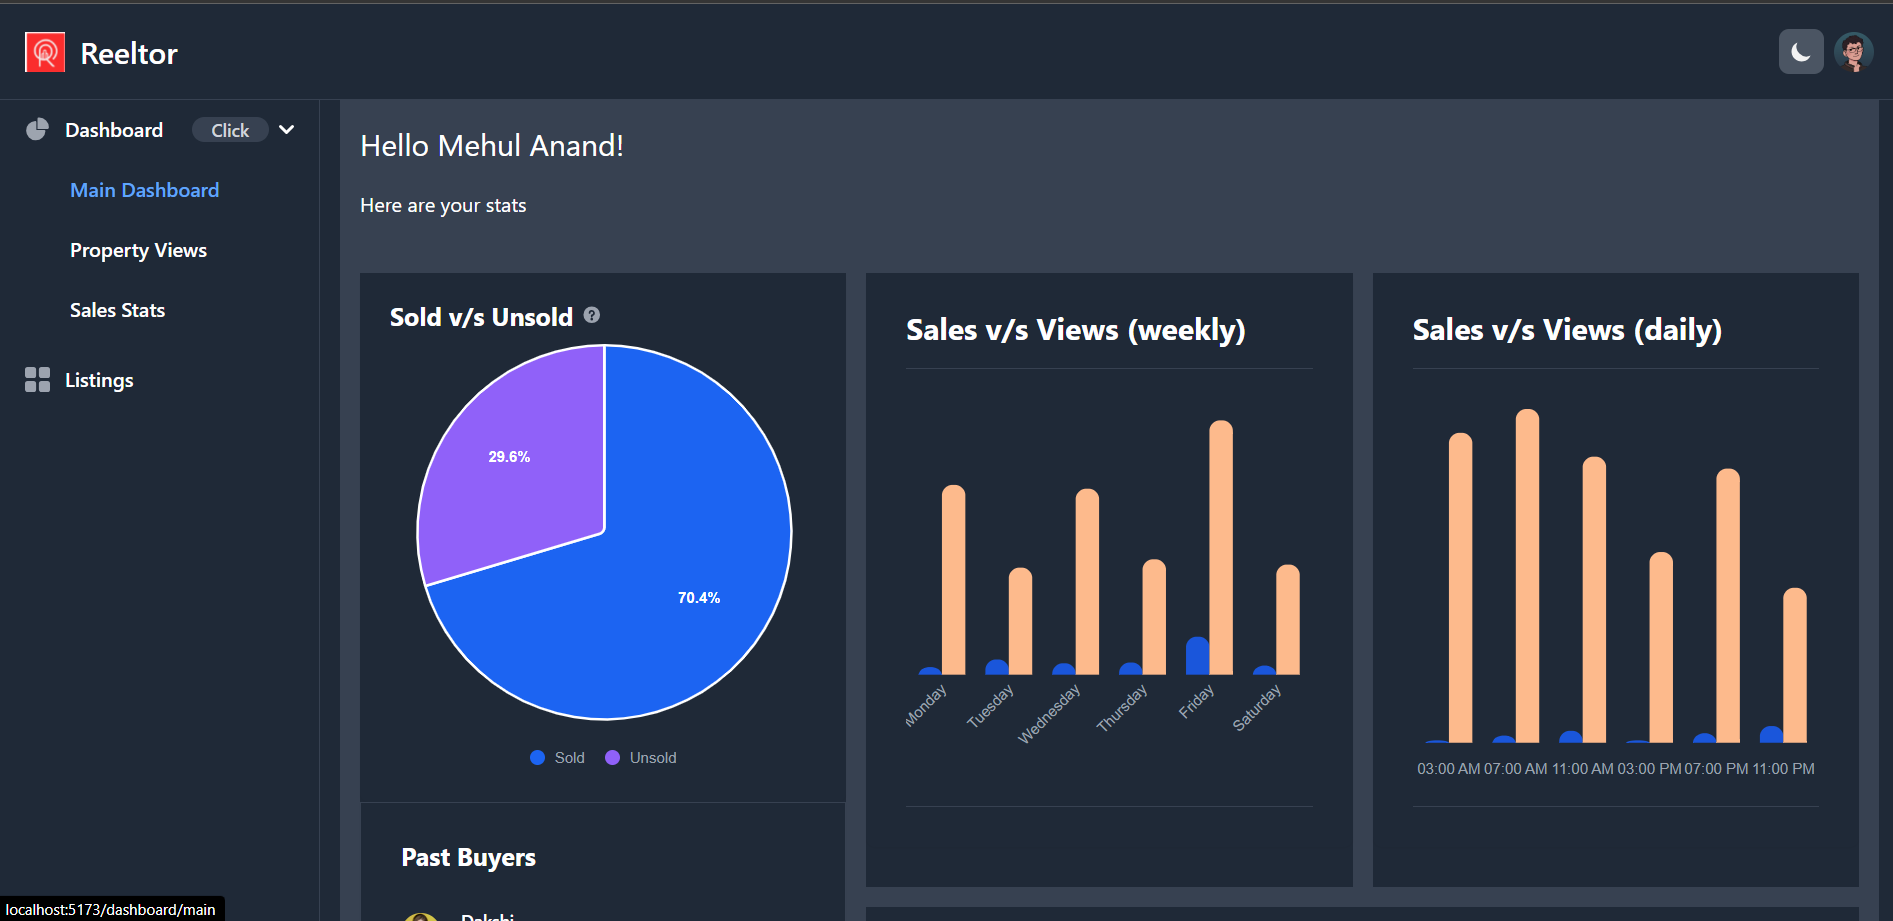 Reeltor
Dashboard Click
Main Dashboard
Property Views
Sales Stats
Listings
Hello Mehul Anand!
Here are your stats
Sold v/s Unsold ?
29.6%
70.4%
Sold Unsold
Sales v/s Views (weekly)
Monday Tuesday Wednesday Thursday Friday Saturday
Sales v/s Views (daily)
03:00 AM 07:00 AM 11:00 AM 03:00 PM 07:00 PM 11:00 PM
Past Buyers
Dakshi
localhost:5173/dashboard/main